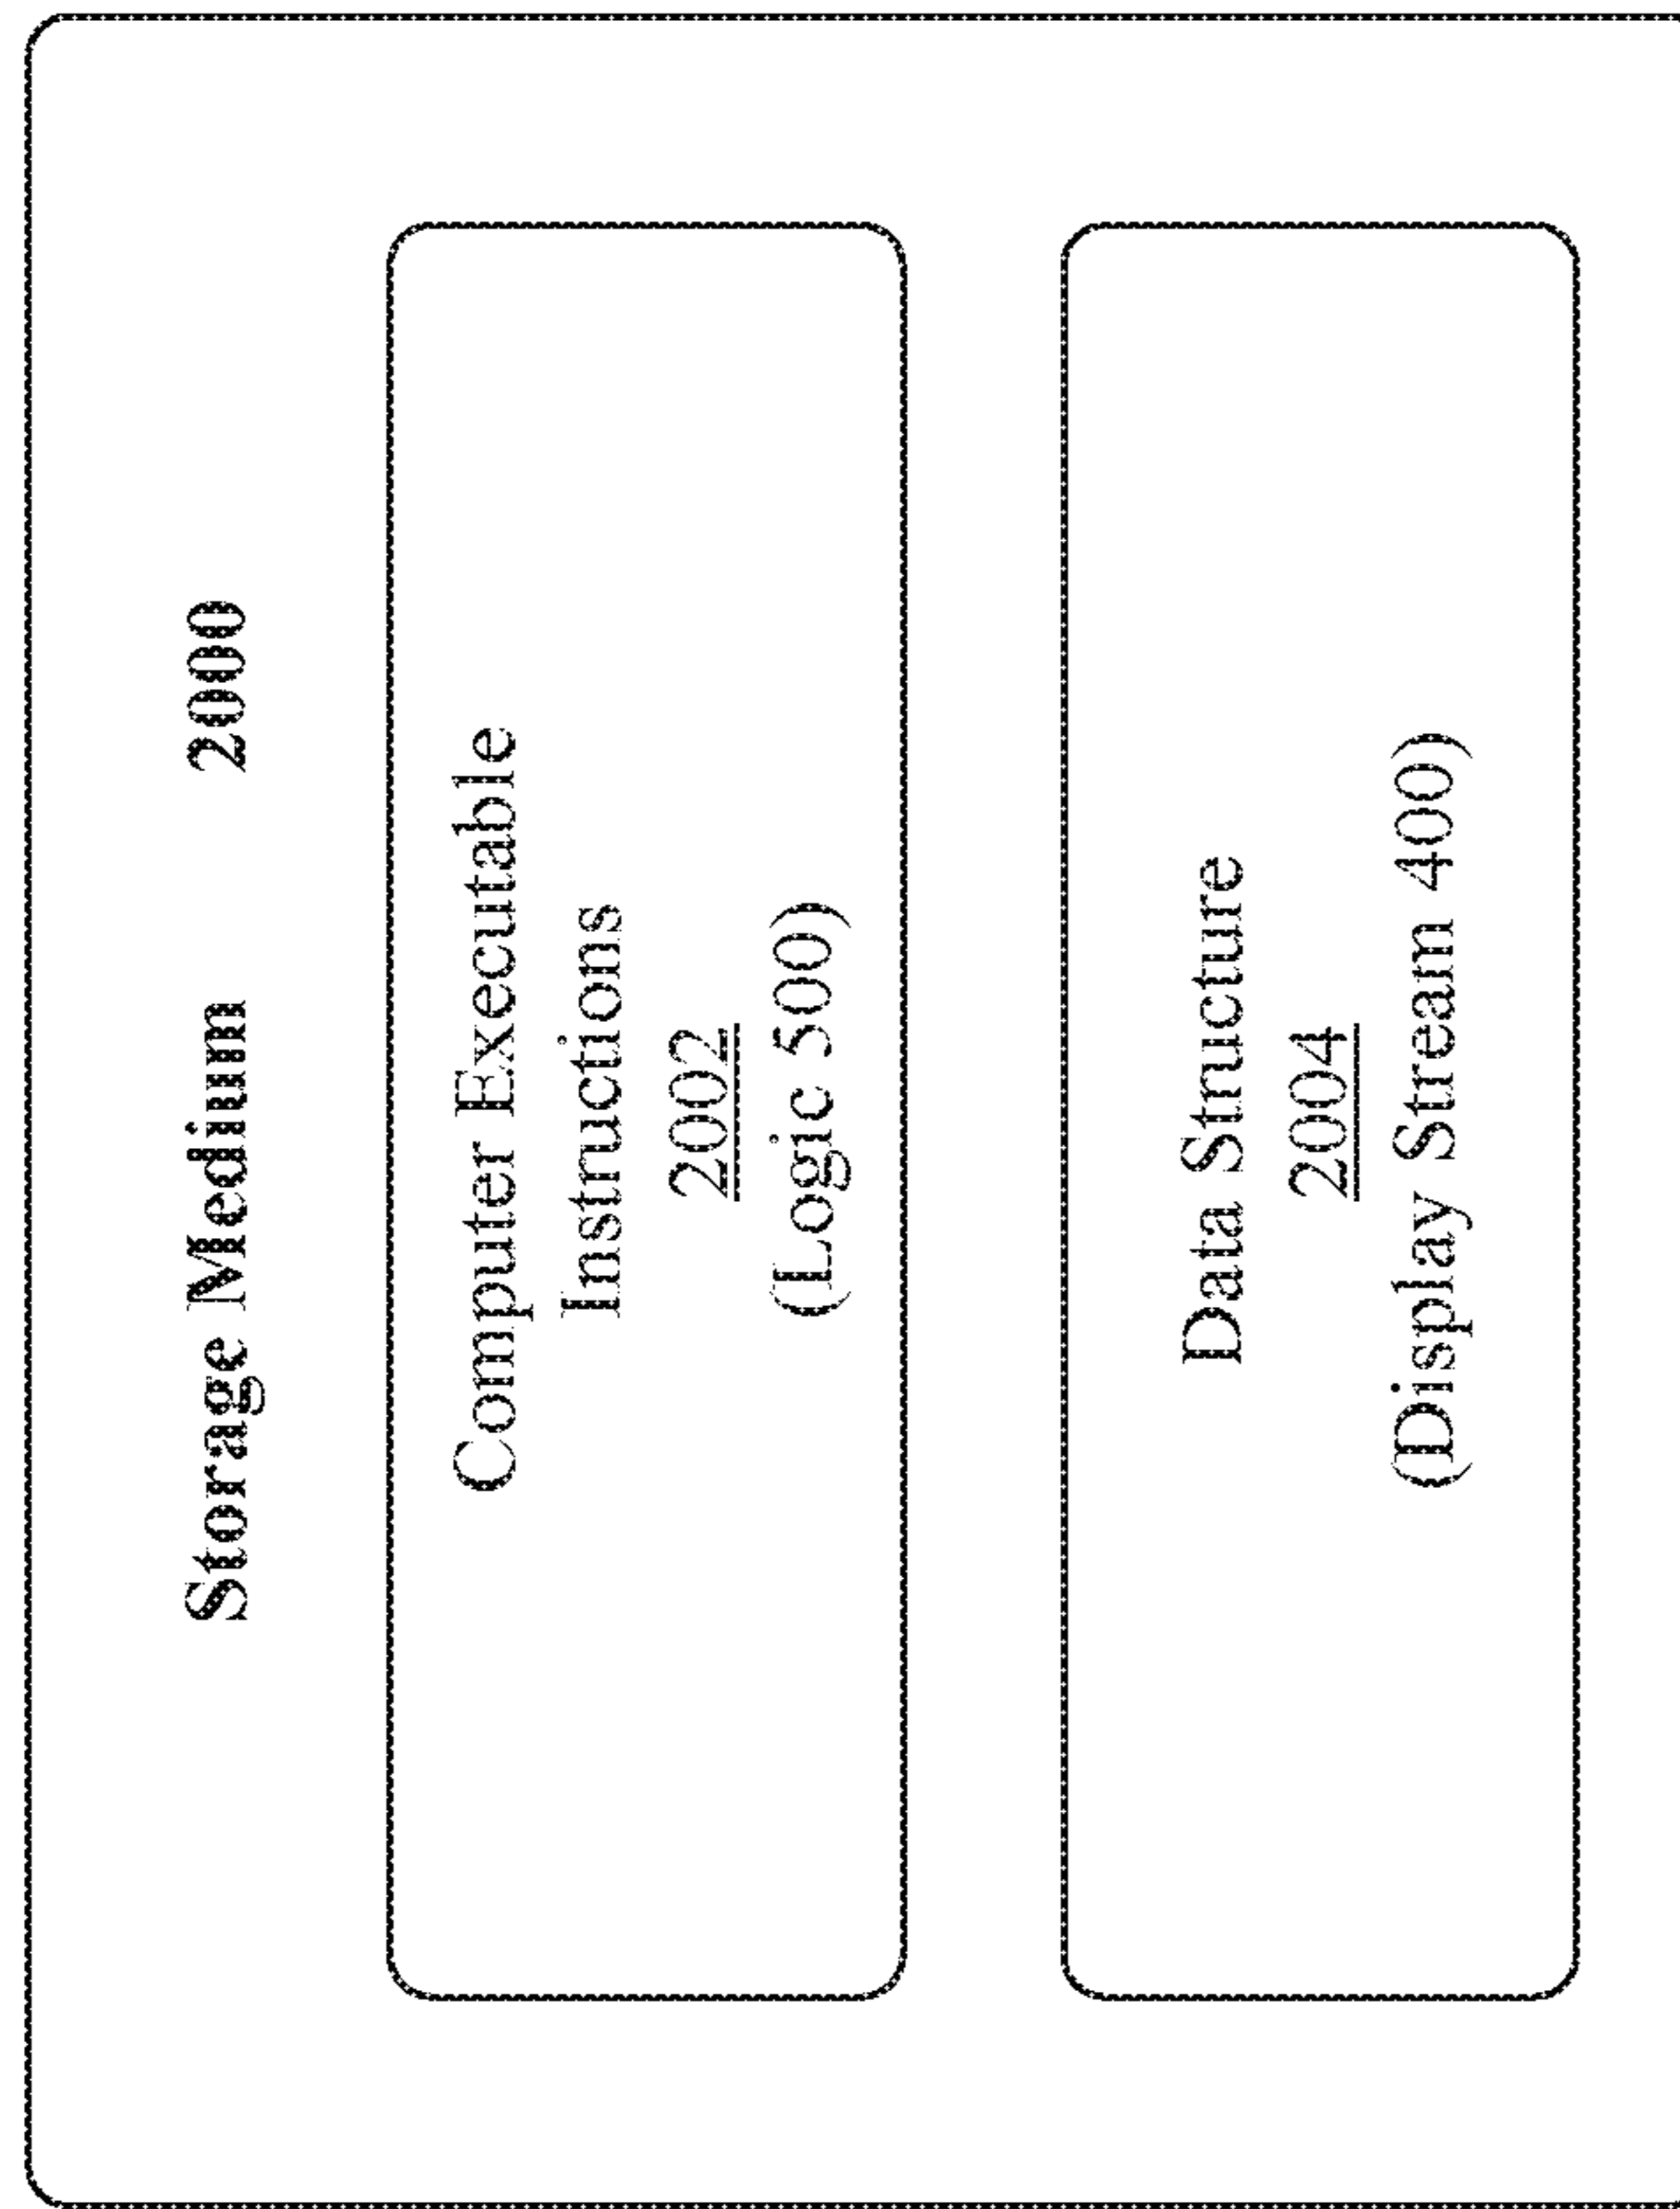 Storage Medium 2000
Computer Executable
Instructions
2002
(Logic 500)
Data Structure
2004
(Display Stream 400)